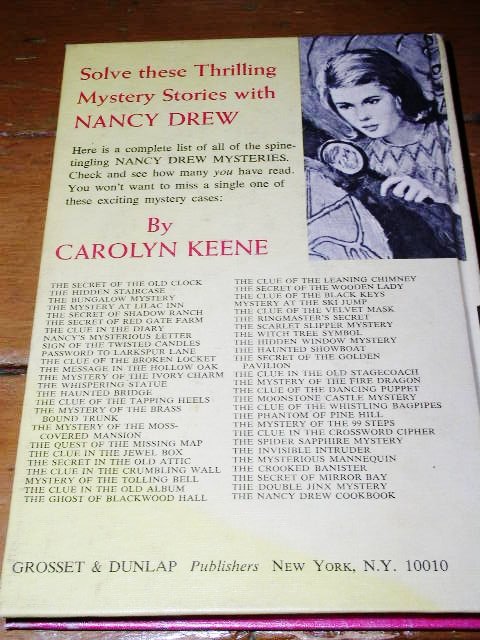 Solve these Thrilling
Mystery Stories with
NANCY DREW
Here is a complete list of all of the spine-
tingling NANCY DREW MYSTERIES.
Check and see how many you have read.
You won't want to miss a single one of
these exciting mystery cases:
By
CAROLYN KEENE
THE SECRET OF THE OLD CLOCK
THE HIDDEN STAIRCASE
THE BUNGALOW MYSTERY
THE MYSTERY AT LILAC INN
THE SECRET OF SHADOW RANCH
THE SECRET OF RED GATE FARM
THE CLUE IN THE DIARY
NANCY'S MYSTERIOUS LETTER
SIGN OF THE TWISTED CANDLES
PASSWORD TO LARKSPUR LANE
THE CLUE OF THE BROKEN LOCKET
THE MESSAGE IN THE HOLLOW OAK
THE MYSTERY OF THE IVORY CHARM
THE WHISPERING STATUE
THE HAUNTED BRIDGE
THE CLUE OF THE TAPPING HEELS
THE MYSTERY OF THE BRASS
BOUND TRUNK
THE MYSTERY OF THE MOSS-
COVERED MANSION
THE QUEST OF THE MISSING MAP
THE CLUE IN THE JEWEL BOX
THE SECRET IN THE OLD ATTIC
THE CLUE IN THE CRUMBLING WALL
MYSTERY OF THE TOLLING BELL
THE CLUE IN THE OLD ALBUM
THE GHOST OF BLACKWOOD HALL
THE CLUE OF THE LEANING CHIMNEY
THE SECRET OF THE WOODEN LADY
THE CLUE OF THE BLACK KEYS
MYSTERY AT THE SKI JUMP
THE CLUE OF THE VELVET MASK
THE RINGMASTER'S SECRET
THE SCARLET SLIPPER MYSTERY
THE WITCH TREE SYMBOL
THE HIDDEN WINDOW MYSTERY
THE HAUNTED SHOWBOAT
THE SECRET OF THE GOLDEN
PAVILION
THE CLUE IN THE OLD STAGECOACH
THE MYSTERY OF THE FIRE DRAGON
THE CLUE OF THE DANCING PUPPET
THE MOONSTONE CASTLE MYSTERY
THE CLUE OF THE WHISTLING BAGPIPES
THE PHANTOM OF PINE HILL
THE MYSTERY OF THE 99 STEPS
THE CLUE IN THE CROSSWORD CIPHER
THE SPIDER SAPPHIRE MYSTERY
THE INVISIBLE INTRUDER
THE MYSTERIOUS MANNEQUIN
THE CROOKED BANISTER
THE SECRET OF MIRROR BAY
THE DOUBLE JINX MYSTERY
THE NANCY DREW COOKBOOK
GROSSET & DUNLAP Publishers NEW YORK, N.Y. 10010